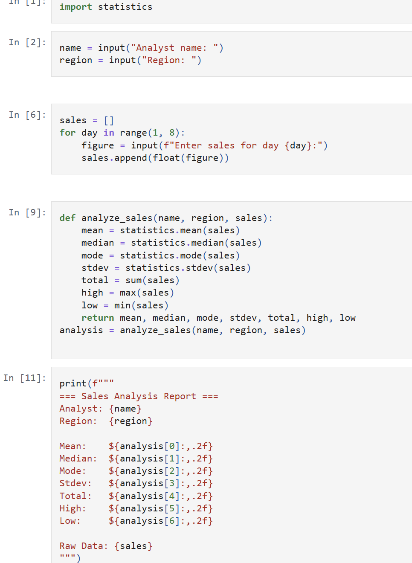 In [1]:
import statistics
In [2]:
name = input("Analyst name: ")
region = input("Region: ")
In [6]:
sales = []
for day in range(1, 8):
    figure = input(f"Enter sales for day {day}:")
    sales.append(float(figure))
In [9]:
def analyze_sales(name, region, sales):
    mean = statistics.mean(sales)
    median = statistics.median(sales)
    mode = statistics.mode(sales)
    stdev = statistics.stdev(sales)
    total = sum(sales)
    high = max(sales)
    low = min(sales)
    return mean, median, mode, stdev, total, high, low
analysis = analyze_sales(name, region, sales)
In [11]:
print(f"""
=== Sales Analysis Report ===
Analyst: {name}
Region:  {region}

Mean:    ${analysis[0]:,.2f}
Median:  ${analysis[1]:,.2f}
Mode:    ${analysis[2]:,.2f}
Stdev:   ${analysis[3]:,.2f}
Total:   ${analysis[4]:,.2f}
High:    ${analysis[5]:,.2f}
Low:     ${analysis[6]:,.2f}

Raw Data: {sales}
""")